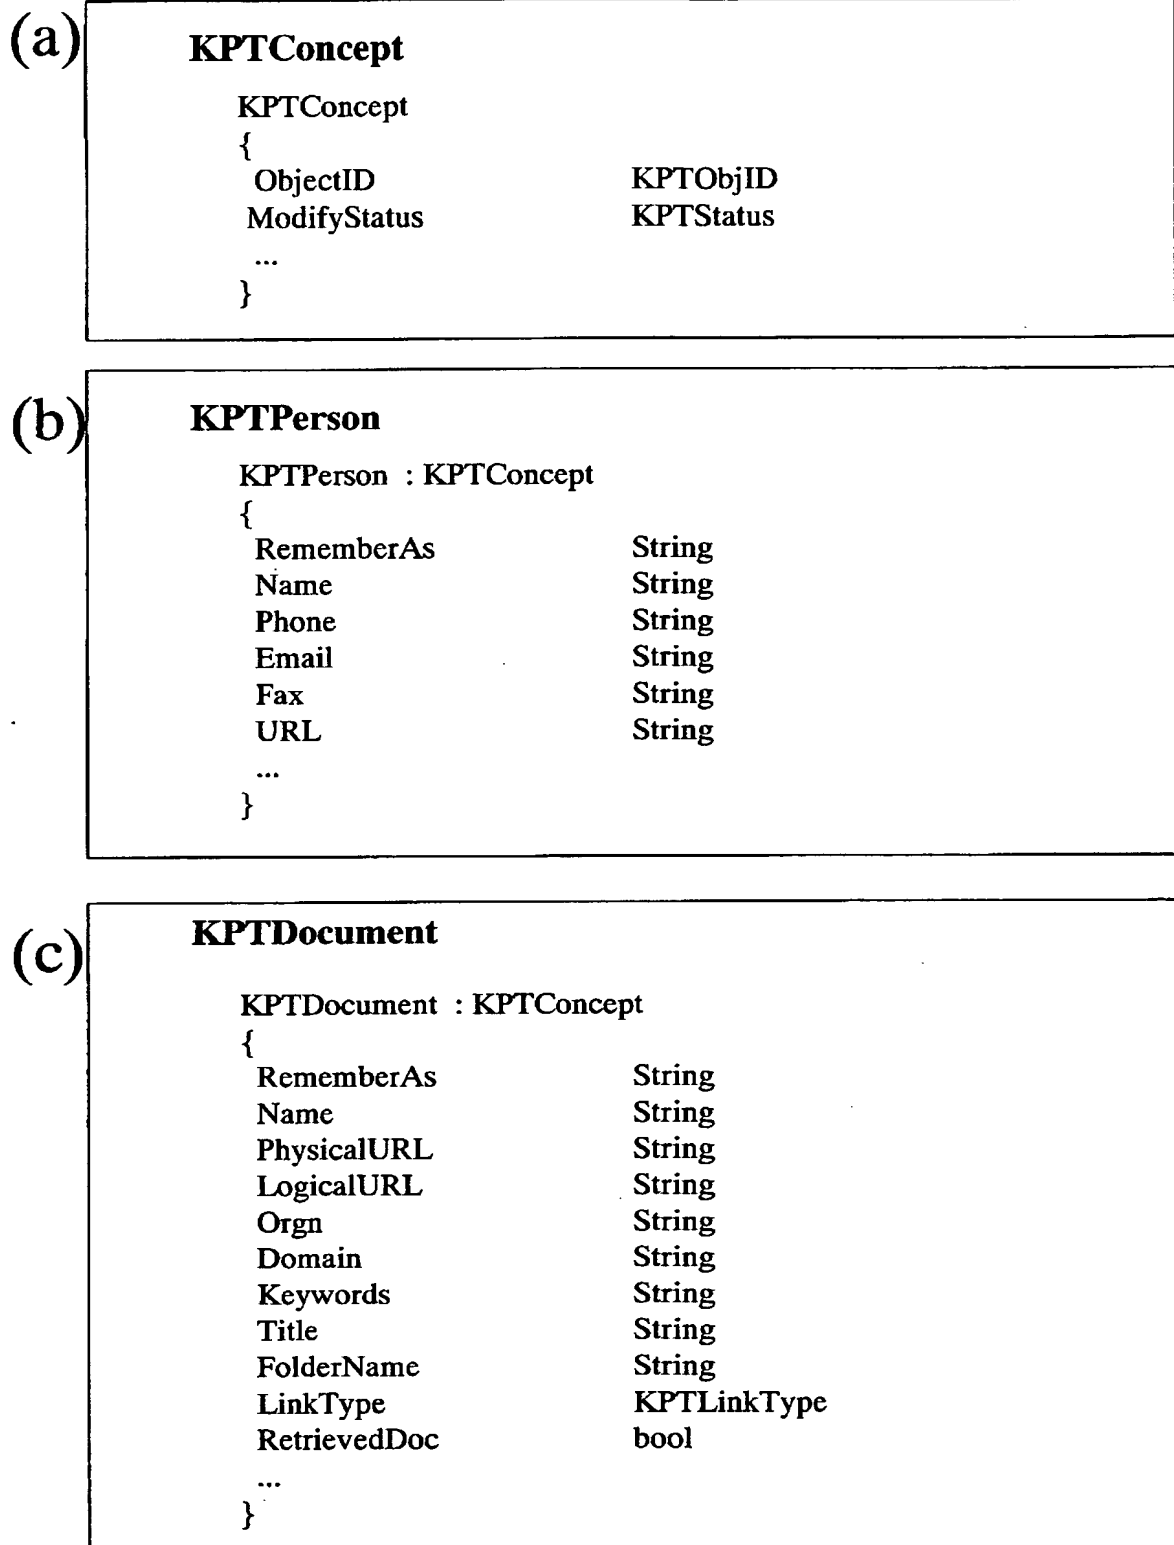 (a)
KPTConcept
KPTConcept
{
ObjectID KPTObjID
ModifyStatus KPTStatus
...
}
(b)
KPTPerson
KPTPerson : KPTConcept
{
RememberAs String
Name String
Phone String
Email String
Fax String
URL String
...
}
(c)
KPTDocument
KPTDocument : KPTConcept
{
RememberAs String
Name String
PhysicalURL String
LogicalURL String
Orgn String
Domain String
Keywords String
Title String
FolderName String
LinkType KPTLinkType
RetrievedDoc bool
...
}